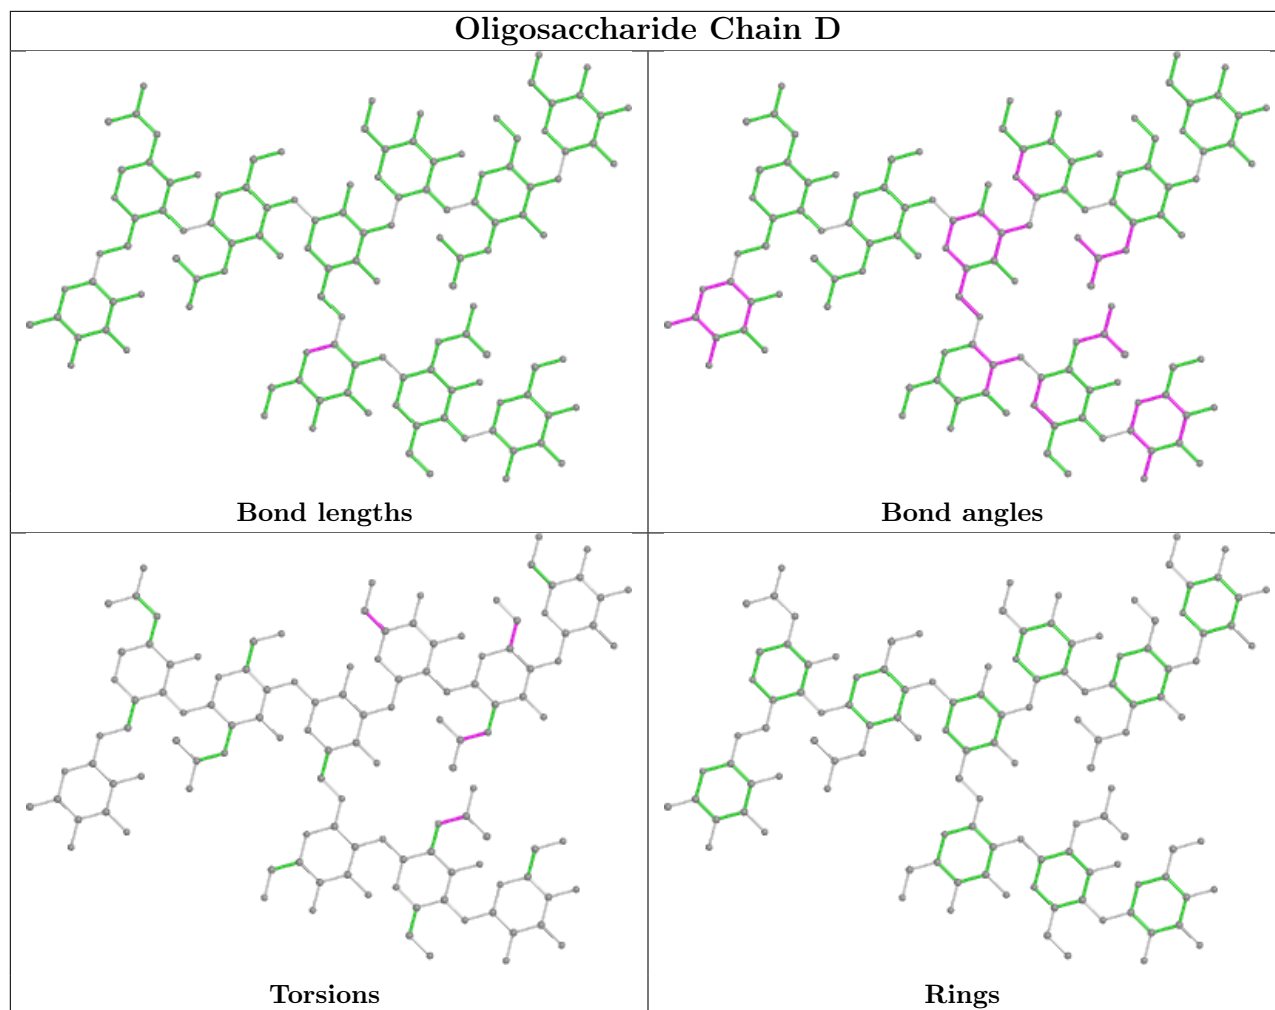 Oligosaccharide Chain D
Bond lengths
Bond angles
Torsions
Rings